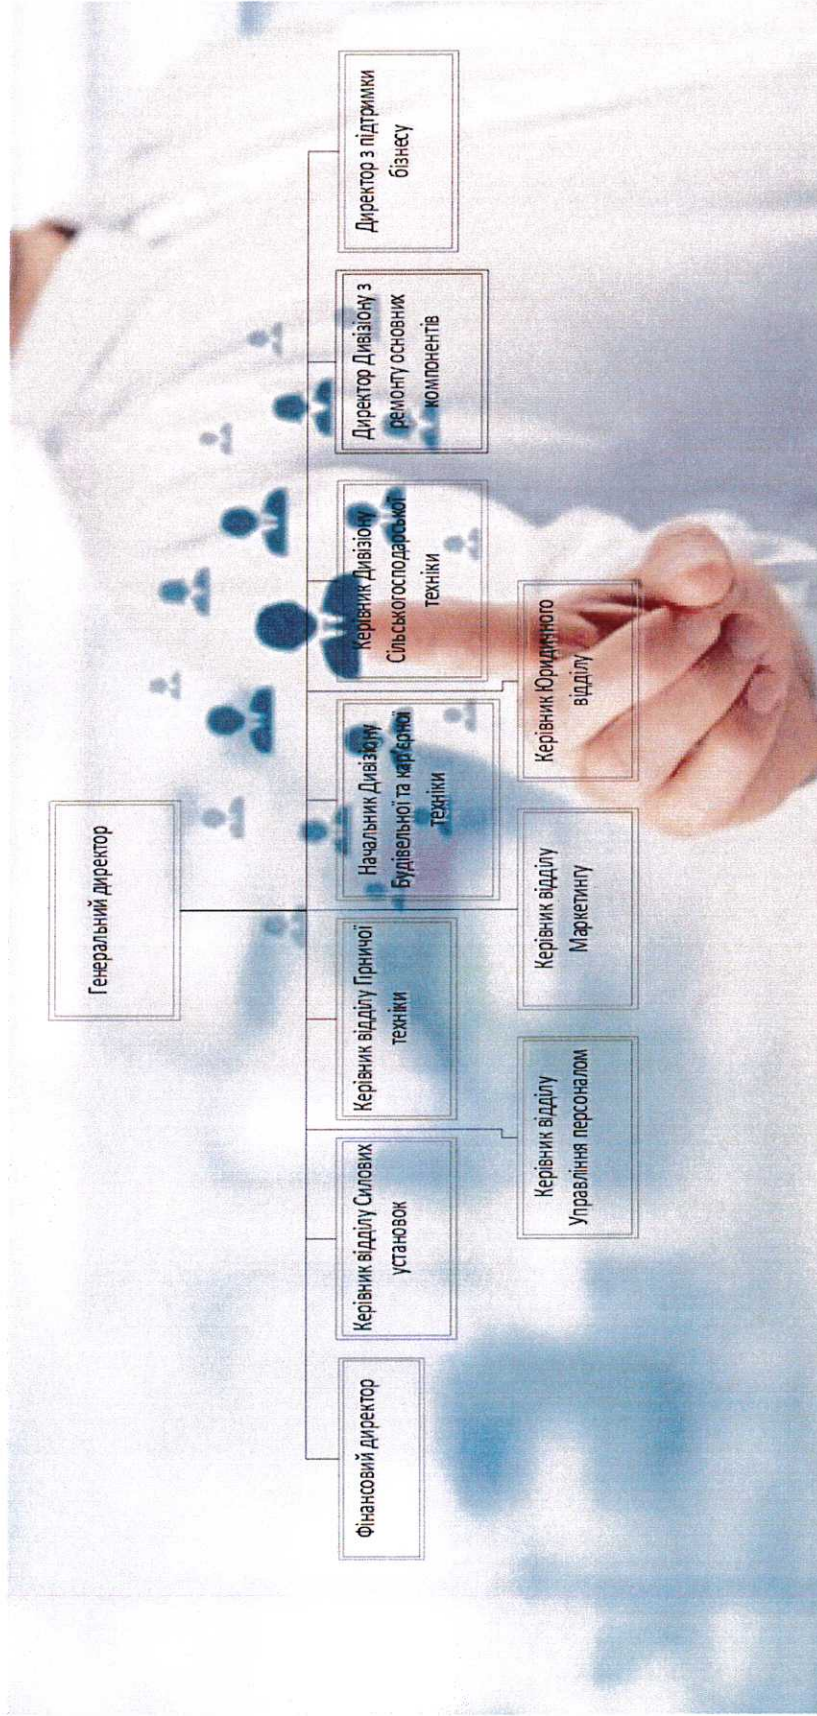 Генеральний директор
Фінансовий директор
Керівник відділу Силових
установок
Керівник відділу Гірничої
техніки
Начальник Дивізіону
Будівельної та кар'єрної
техніки
Керівник Дивізіону
Сільськогосподарської
техніки
Директор Дивізіону з
ремонту основних
компонентів
Директор з підтримки
бізнесу
Керівник відділу
Управління персоналом
Керівник відділу
Маркетингу
Керівник Юридичного
відділу